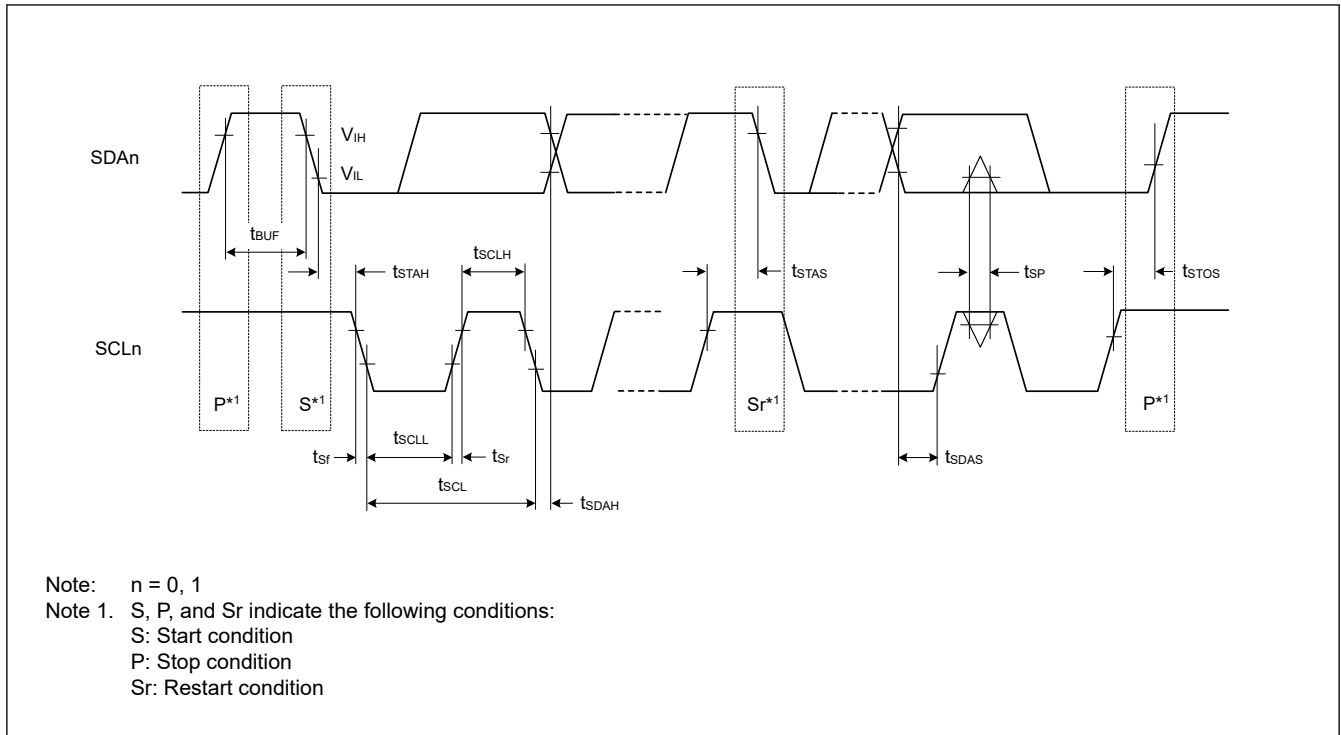 SDAn
VIH
VIL
tBUF
tSTAH
tSCLH
tSTAS
tSP
tSTOS
SCLn
P*1
S*1
Sr*1
P*1
tSf
tSCLL
tSr
tSDAS
tSCL
tSDAH
Note: n = 0, 1
Note 1. S, P, and Sr indicate the following conditions:
S: Start condition
P: Stop condition
Sr: Restart condition